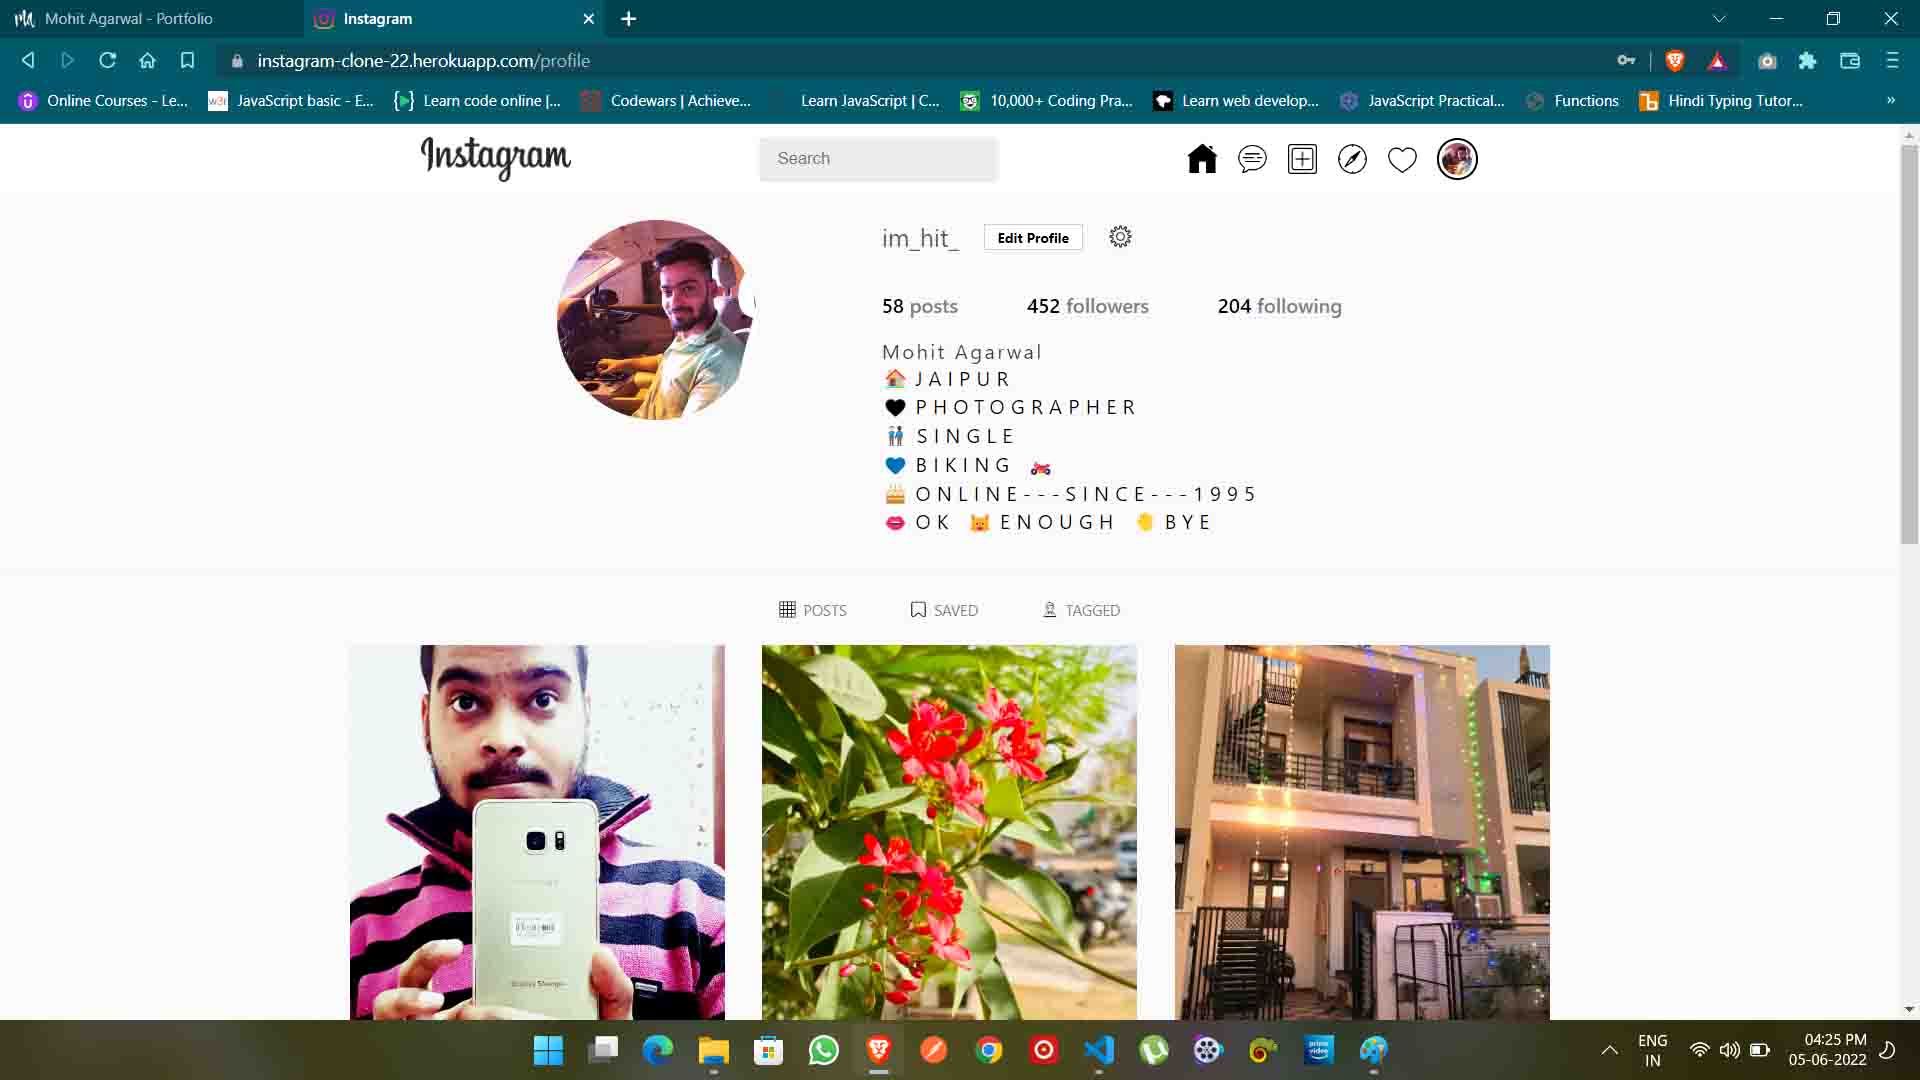 Mohit Agarwal - Portfolio
Instagram
instagram-clone-22.herokuapp.com/profile
Online Courses - Le...
JavaScript basic - E...
Learn code online |...
Codewars | Achieve...
Learn JavaScript | C...
10,000+ Coding Pra...
Learn web develop...
JavaScript Practical...
Functions
Hindi Typing Tutor...
»
Instagram
Search
im_hit_
Edit Profile
58 posts
452 followers
204 following
Mohit Agarwal
🏠 J A I P U R
🖤 P H O T O G R A P H E R
👬 S I N G L E
💙 B I K I N G 🏍️
🎂 O N L I N E - - - S I N C E - - - 1 9 9 5
👄 O K 😼 E N O U G H 👋 B Y E
POSTS
SAVED
TAGGED
prime video
ENG
IN
04:25 PM
05-06-2022